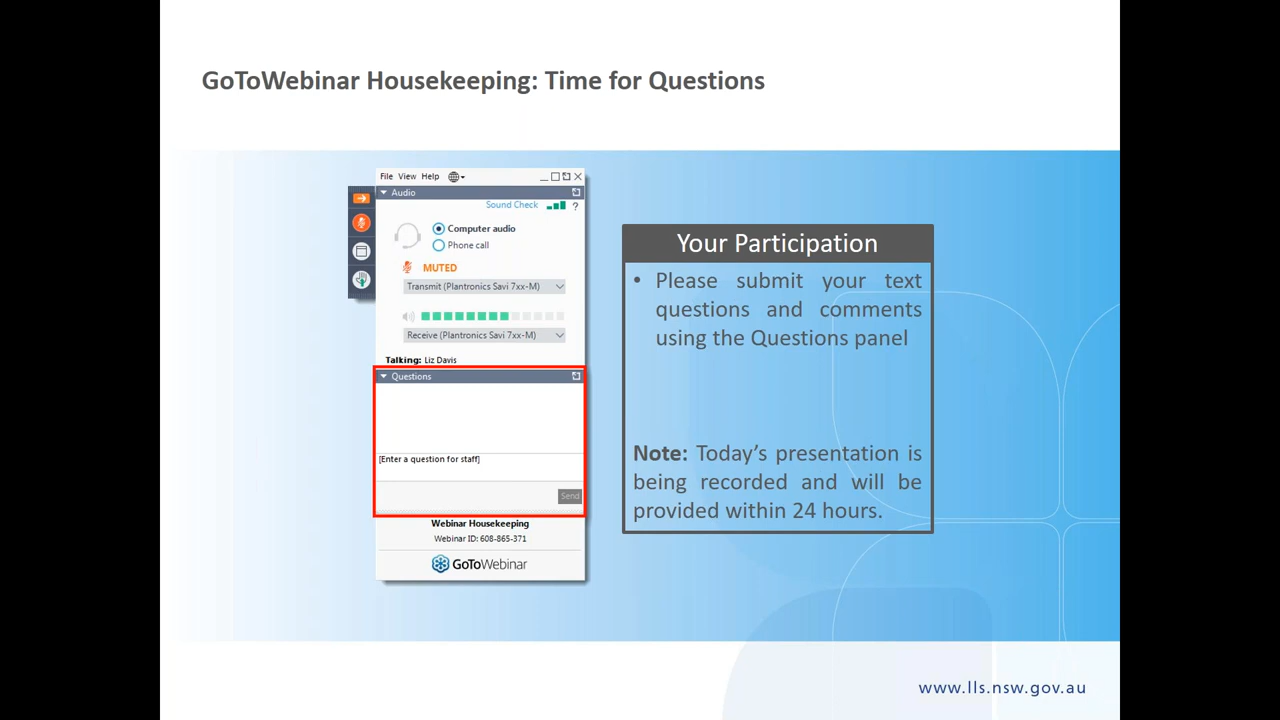 GoToWebinar Housekeeping: Time for Questions
File View Help
Audio
Sound Check ?
Computer audio
Phone call
MUTED
Transmit (Plantronics Savi 7xx-M)
Receive (Plantronics Savi 7xx-M)
Talking: Liz Davis
Questions
[Enter a question for staff]
Send
Webinar Housekeeping
Webinar ID: 608-865-371
GoToWebinar
Your Participation
• Please submit your text
questions and comments
using the Questions panel
Note: Today’s presentation is
being recorded and will be
provided within 24 hours.
www.lls.nsw.gov.au